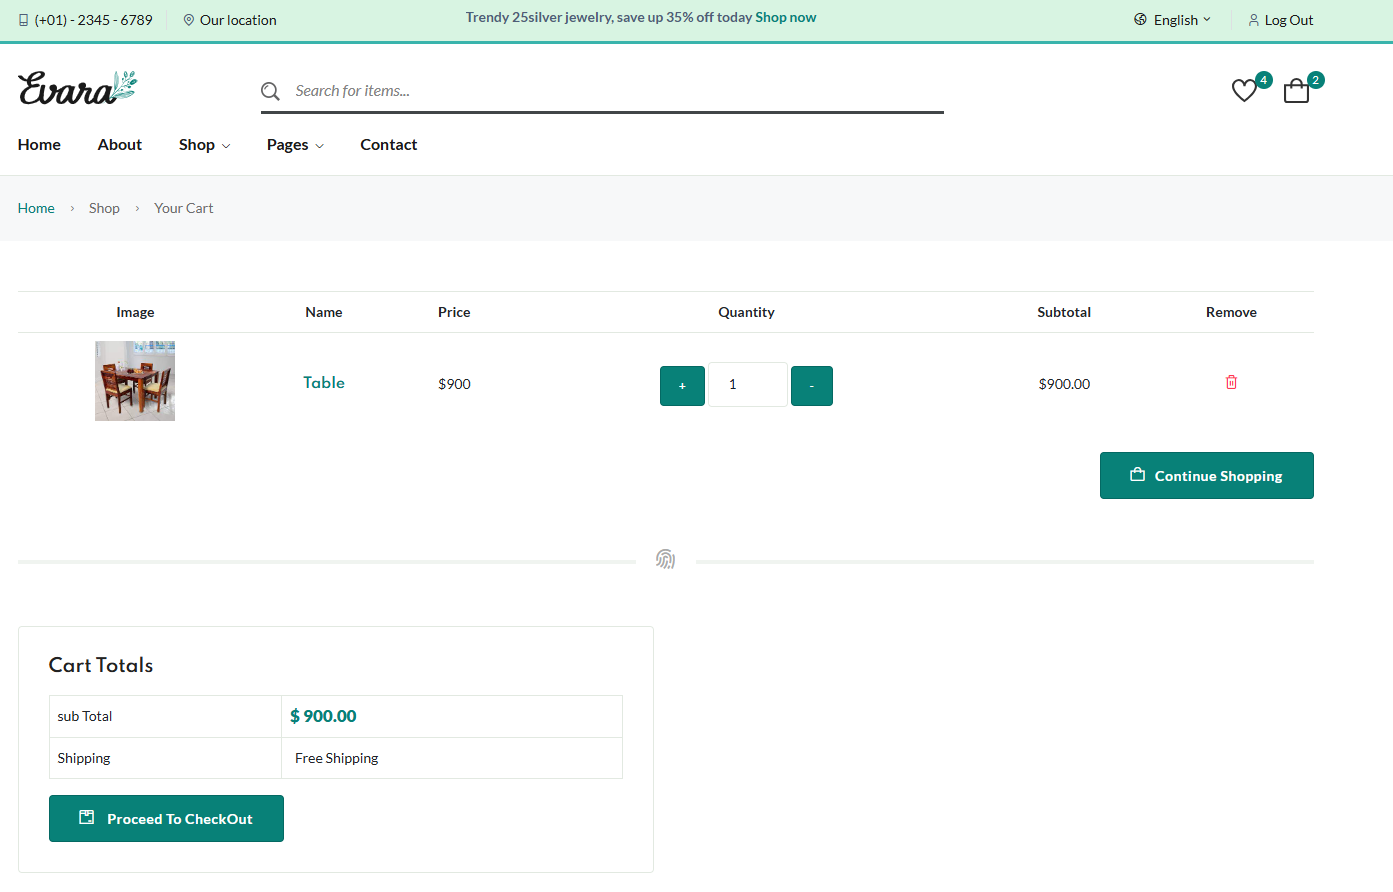 (+01) - 2345 - 6789 Our location Trendy 25silver jewelry, save up 35% off today Shop now English Log Out
Evara Search for items... 4 2
Home About Shop Pages Contact
Home › Shop › Your Cart
Image Name Price Quantity Subtotal Remove
Table $900 + 1 - $900.00
Continue Shopping
Cart Totals
sub Total $ 900.00
Shipping Free Shipping
Proceed To CheckOut